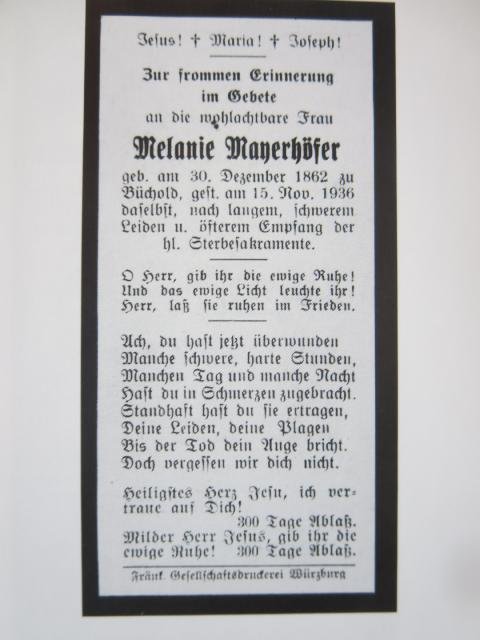 Jesus! † Maria! † Joseph!
Zur frommen Erinnerung
im Gebete
an die wohlachtbare Frau
Melanie Mayerhöfer
geb. am 30. Dezember 1862 zu
Büchold, gest. am 15. Nov. 1936
daselbst, nach langem, schwerem
Leiden u. öfterem Empfang der
hl. Sterbesakramente.
O Herr, gib ihr die ewige Ruhe!
Und das ewige Licht leuchte ihr!
Herr, laß sie ruhen im Frieden.
Ach, du hast jetzt überwunden
Manche schwere, harte Stunden,
Manchen Tag und manche Nacht
Hast du in Schmerzen zugebracht.
Standhaft hast du sie ertragen,
Deine Leiden, deine Plagen
Bis der Tod dein Auge bricht.
Doch vergessen wir dich nicht.
Heiligstes Herz Jesu, ich ver-
traue auf Dich!
300 Tage Ablaß.
Milder Herr Jesus, gib ihr die
ewige Ruhe! 300 Tage Ablaß.
Fränk. Gesellschaftsdruckerei Würzburg